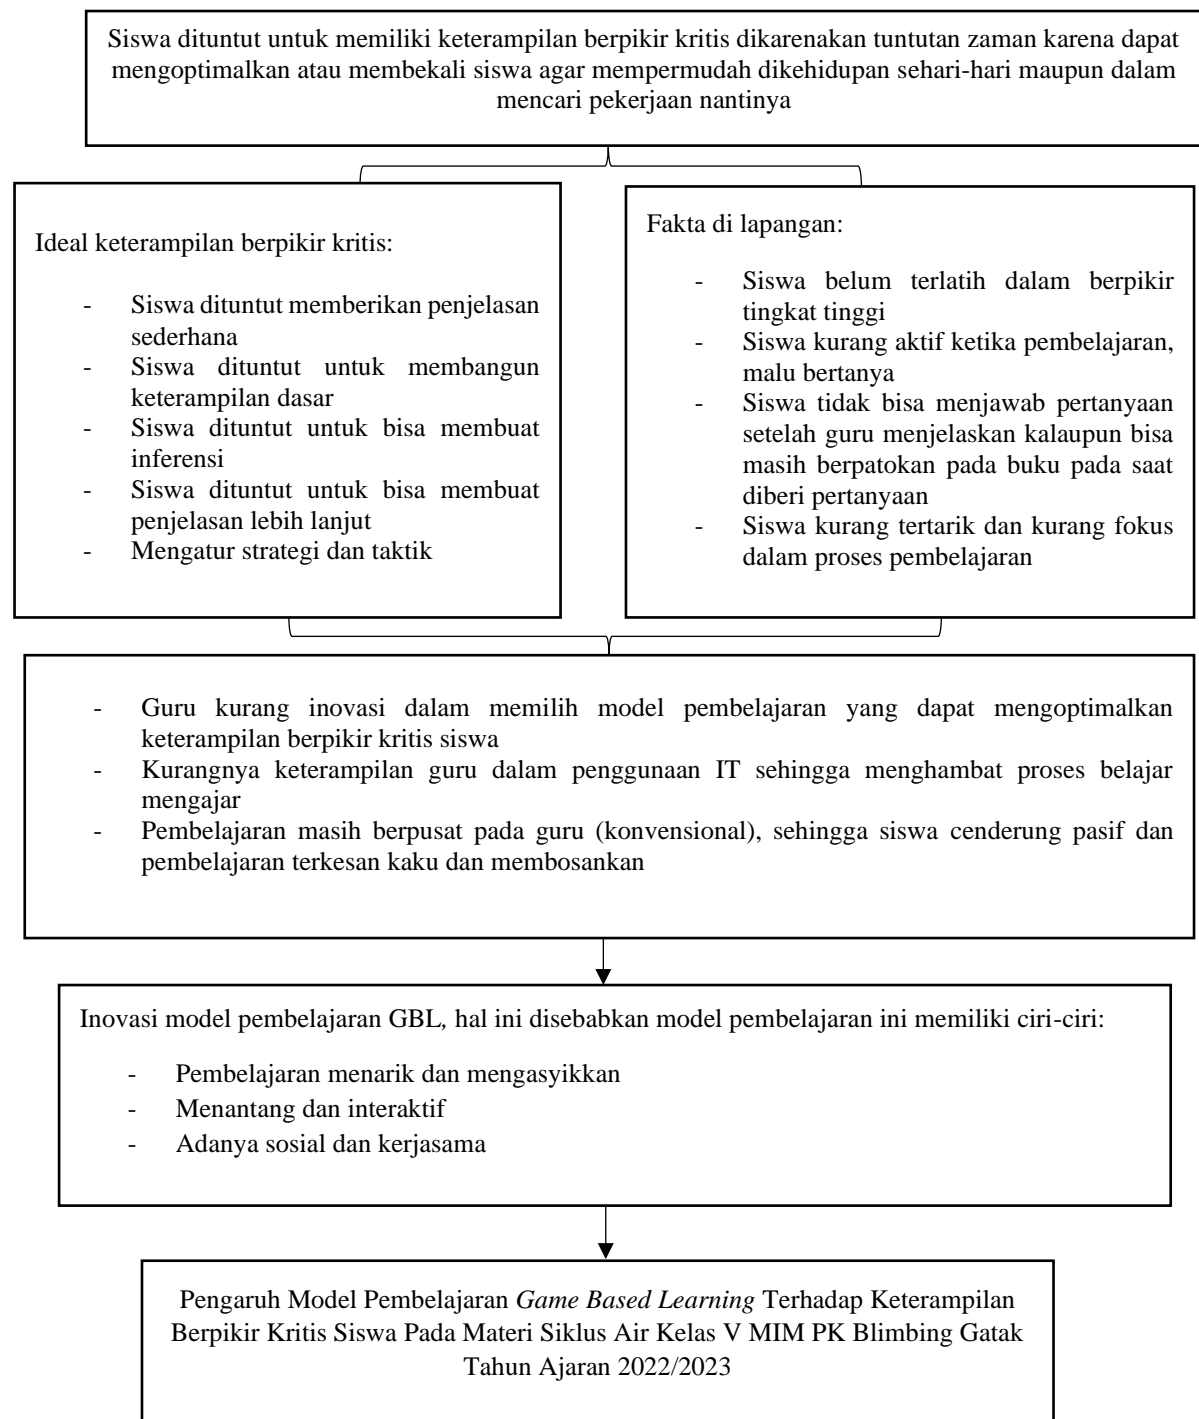 Siswa dituntut untuk memiliki keterampilan berpikir kritis dikarenakan tuntutan zaman karena dapat
mengoptimalkan atau membekali siswa agar mempermudah dikehidupan sehari-hari maupun dalam
mencari pekerjaan nantinya
Ideal keterampilan berpikir kritis:
- Siswa dituntut memberikan penjelasan
sederhana
- Siswa dituntut untuk membangun
keterampilan dasar
- Siswa dituntut untuk bisa membuat
inferensi
- Siswa dituntut untuk bisa membuat
penjelasan lebih lanjut
- Mengatur strategi dan taktik
Fakta di lapangan:
- Siswa belum terlatih dalam berpikir
tingkat tinggi
- Siswa kurang aktif ketika pembelajaran,
malu bertanya
- Siswa tidak bisa menjawab pertanyaan
setelah guru menjelaskan kalaupun bisa
masih berpatokan pada buku pada saat
diberi pertanyaan
- Siswa kurang tertarik dan kurang fokus
dalam proses pembelajaran
- Guru kurang inovasi dalam memilih model pembelajaran yang dapat mengoptimalkan
keterampilan berpikir kritis siswa
- Kurangnya keterampilan guru dalam penggunaan IT sehingga menghambat proses belajar
mengajar
- Pembelajaran masih berpusat pada guru (konvensional), sehingga siswa cenderung pasif dan
pembelajaran terkesan kaku dan membosankan
Inovasi model pembelajaran GBL, hal ini disebabkan model pembelajaran ini memiliki ciri-ciri:
- Pembelajaran menarik dan mengasyikkan
- Menantang dan interaktif
- Adanya sosial dan kerjasama
Pengaruh Model Pembelajaran Game Based Learning Terhadap Keterampilan
Berpikir Kritis Siswa Pada Materi Siklus Air Kelas V MIM PK Blimbing Gatak
Tahun Ajaran 2022/2023